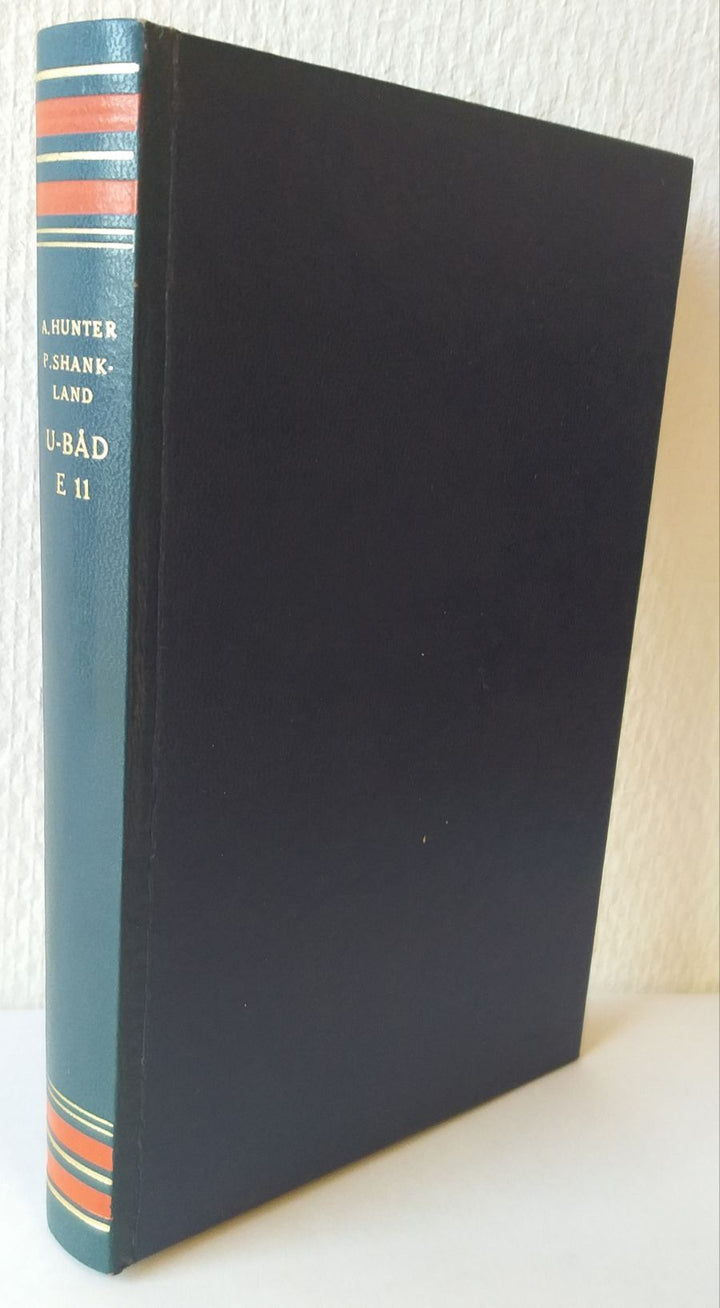 A. HUNTER
P. SHANK-
LAND
U-BÅD
E 11